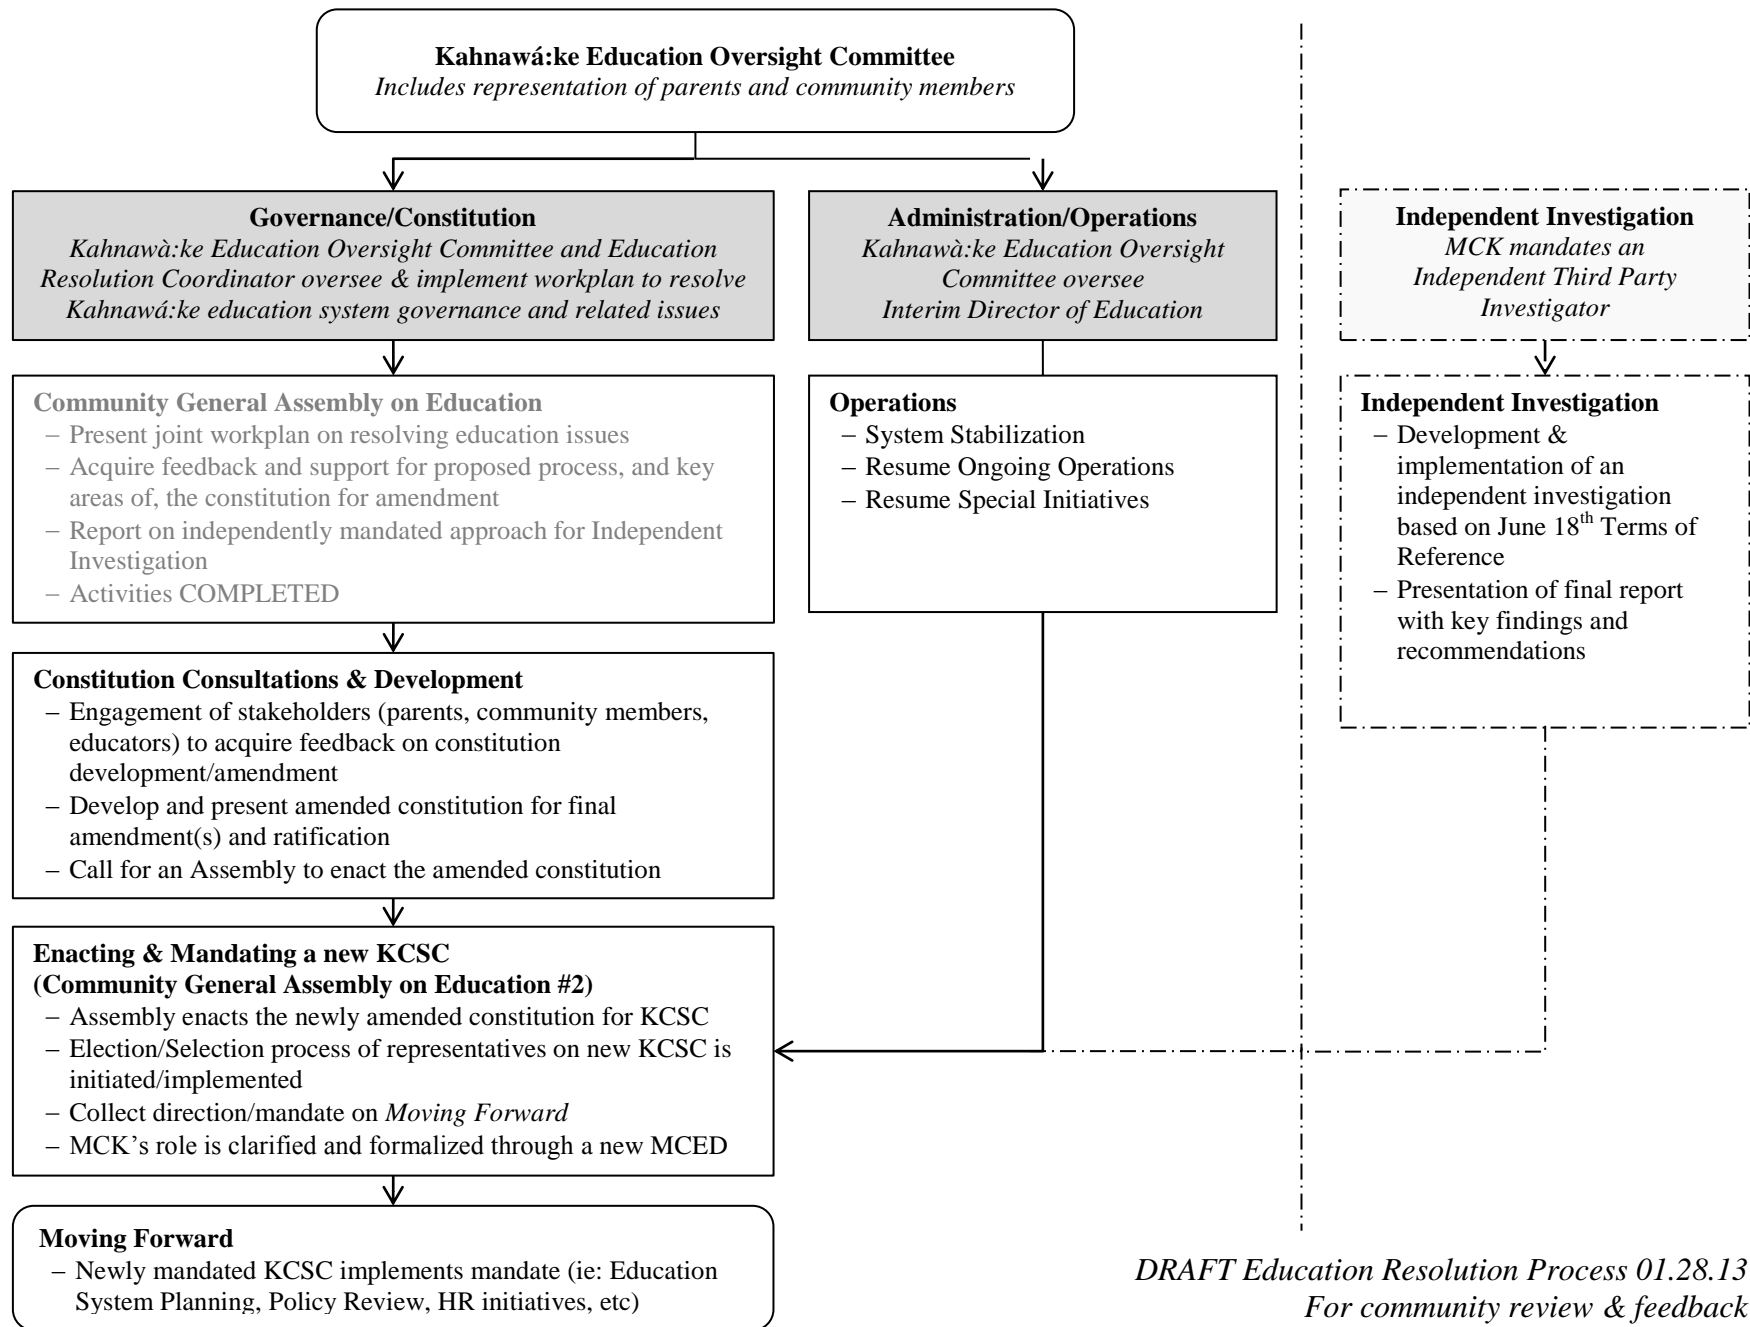 Kahnawá:ke Education Oversight Committee
Includes representation of parents and community members
Governance/Constitution
Kahnawà:ke Education Oversight Committee and Education
Resolution Coordinator oversee & implement workplan to resolve
Kahnawá:ke education system governance and related issues
Administration/Operations
Kahnawà:ke Education Oversight
Committee oversee
Interim Director of Education
Independent Investigation
MCK mandates an
Independent Third Party
Investigator
Community General Assembly on Education
– Present joint workplan on resolving education issues
– Acquire feedback and support for proposed process, and key
areas of, the constitution for amendment
– Report on independently mandated approach for Independent
Investigation
– Activities COMPLETED
Operations
– System Stabilization
– Resume Ongoing Operations
– Resume Special Initiatives
Independent Investigation
– Development &
implementation of an
independent investigation
based on June 18th Terms of
Reference
– Presentation of final report
with key findings and
recommendations
Constitution Consultations & Development
– Engagement of stakeholders (parents, community members,
educators) to acquire feedback on constitution
development/amendment
– Develop and present amended constitution for final
amendment(s) and ratification
– Call for an Assembly to enact the amended constitution
Enacting & Mandating a new KCSC
(Community General Assembly on Education #2)
– Assembly enacts the newly amended constitution for KCSC
– Election/Selection process of representatives on new KCSC is
initiated/implemented
– Collect direction/mandate on Moving Forward
– MCK’s role is clarified and formalized through a new MCED
Moving Forward
– Newly mandated KCSC implements mandate (ie: Education
System Planning, Policy Review, HR initiatives, etc)
DRAFT Education Resolution Process 01.28.13
For community review & feedback